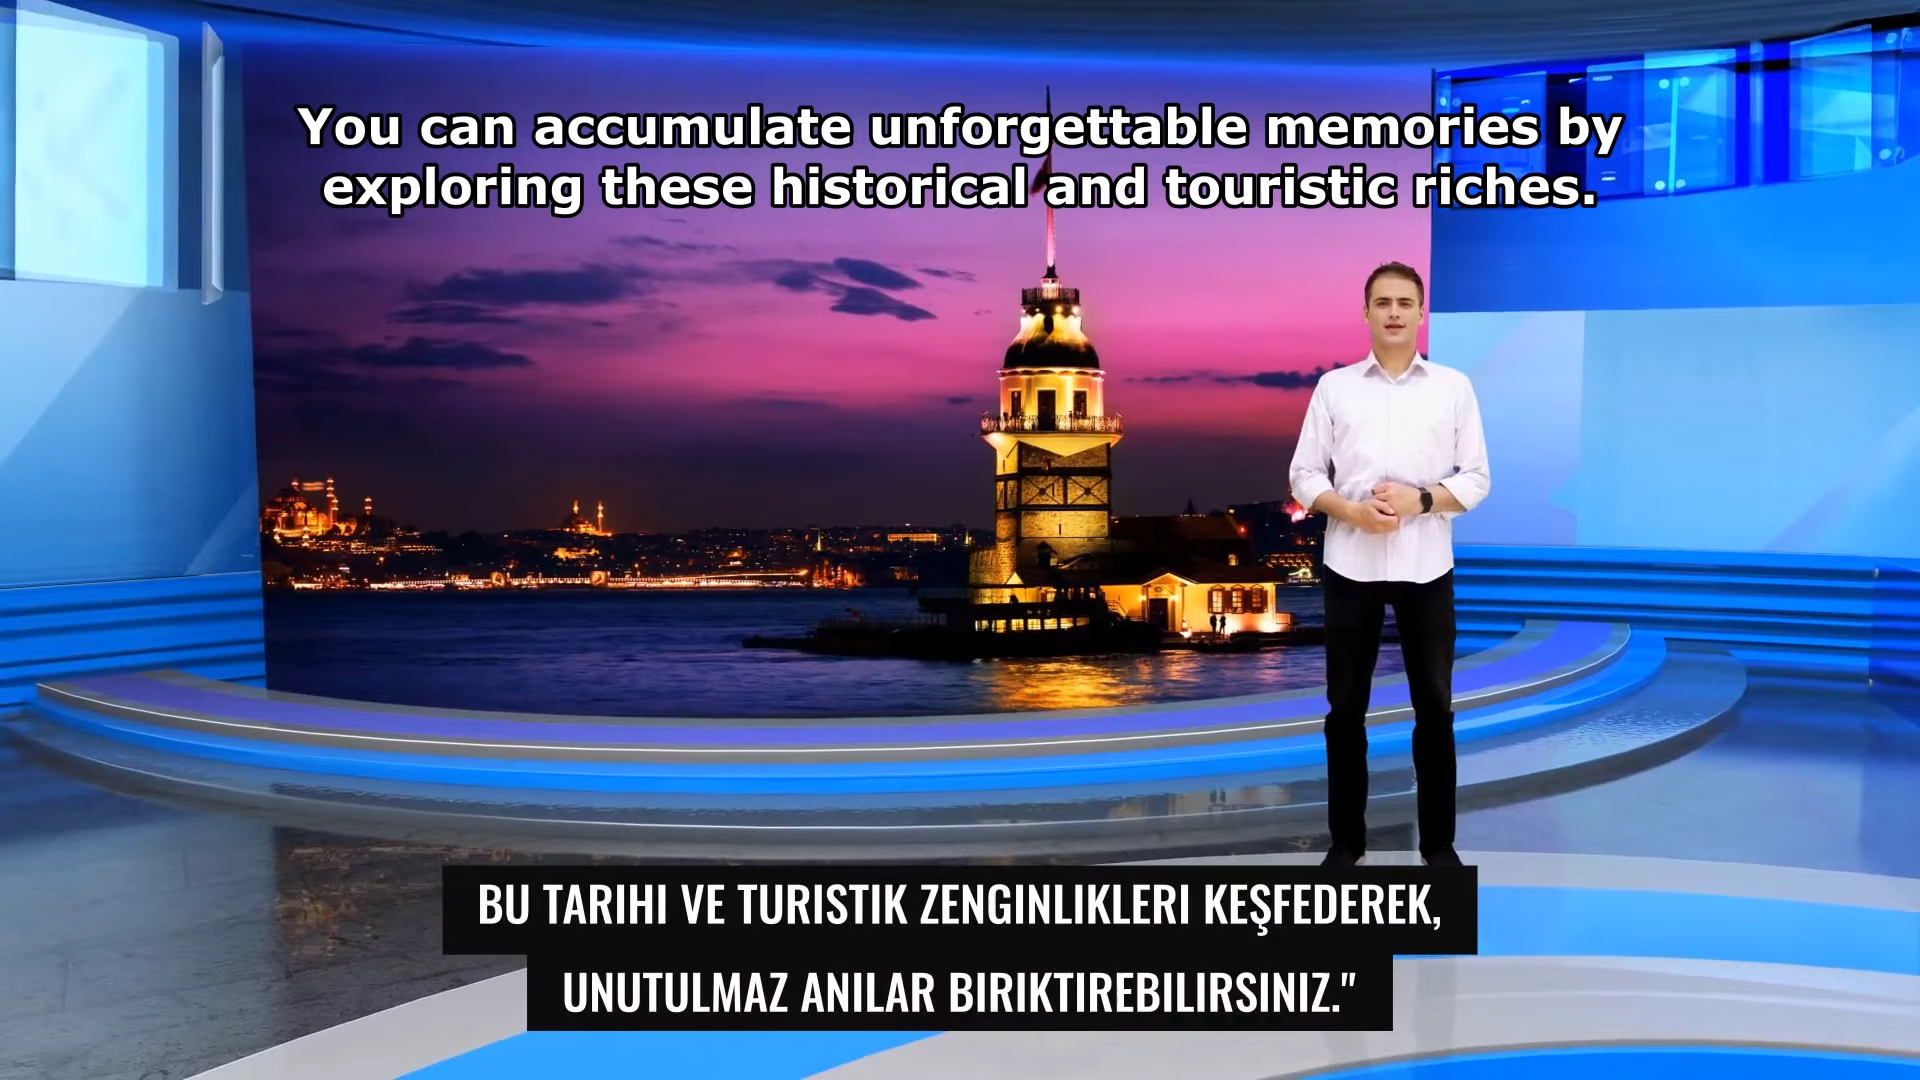 You can accumulate unforgettable memories by
exploring these historical and touristic riches.
BU TARIHI VE TURISTIK ZENGINLIKLERI KEŞFEDEREK,
UNUTULMAZ ANILAR BIRIKTIREBILIRSINIZ."